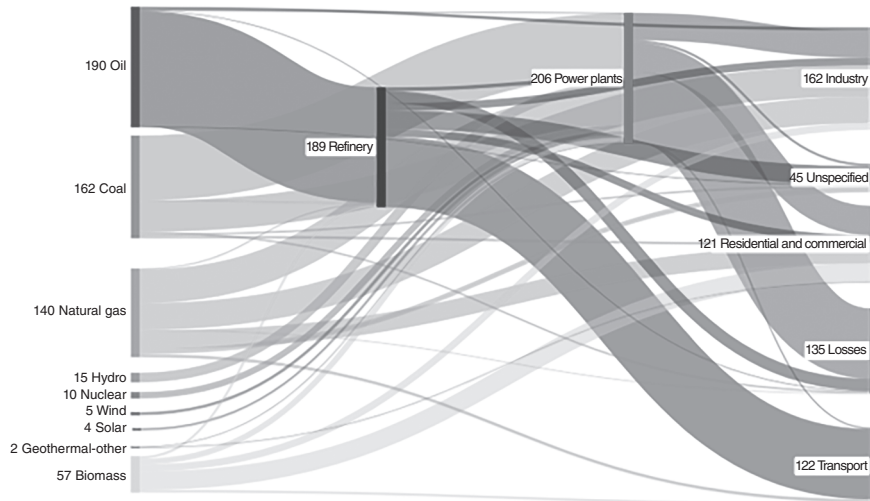 190 Oil
162 Coal
140 Natural gas
15 Hydro
10 Nuclear
5 Wind
4 Solar
2 Geothermal-other
57 Biomass
189 Refinery
206 Power plants
162 Industry
45 Unspecified
121 Residential and commercial
135 Losses
122 Transport